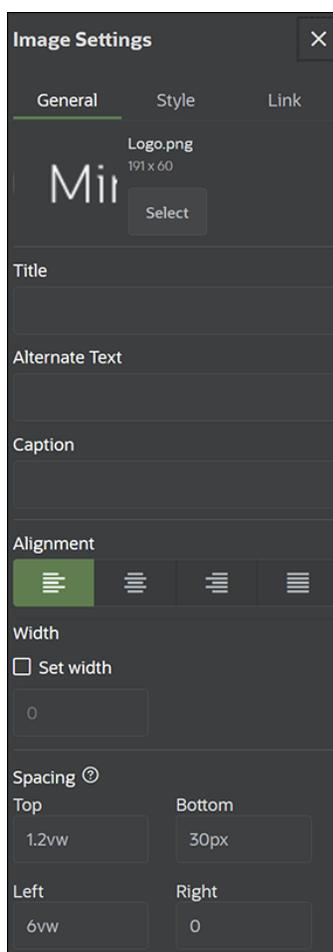 Image Settings
General Style Link
Logo.png
191 x 60
Select
Title
Alternate Text
Caption
Alignment
Width
Set width
0
Spacing
Top Bottom
1.2vw 30px
Left Right
6vw 0